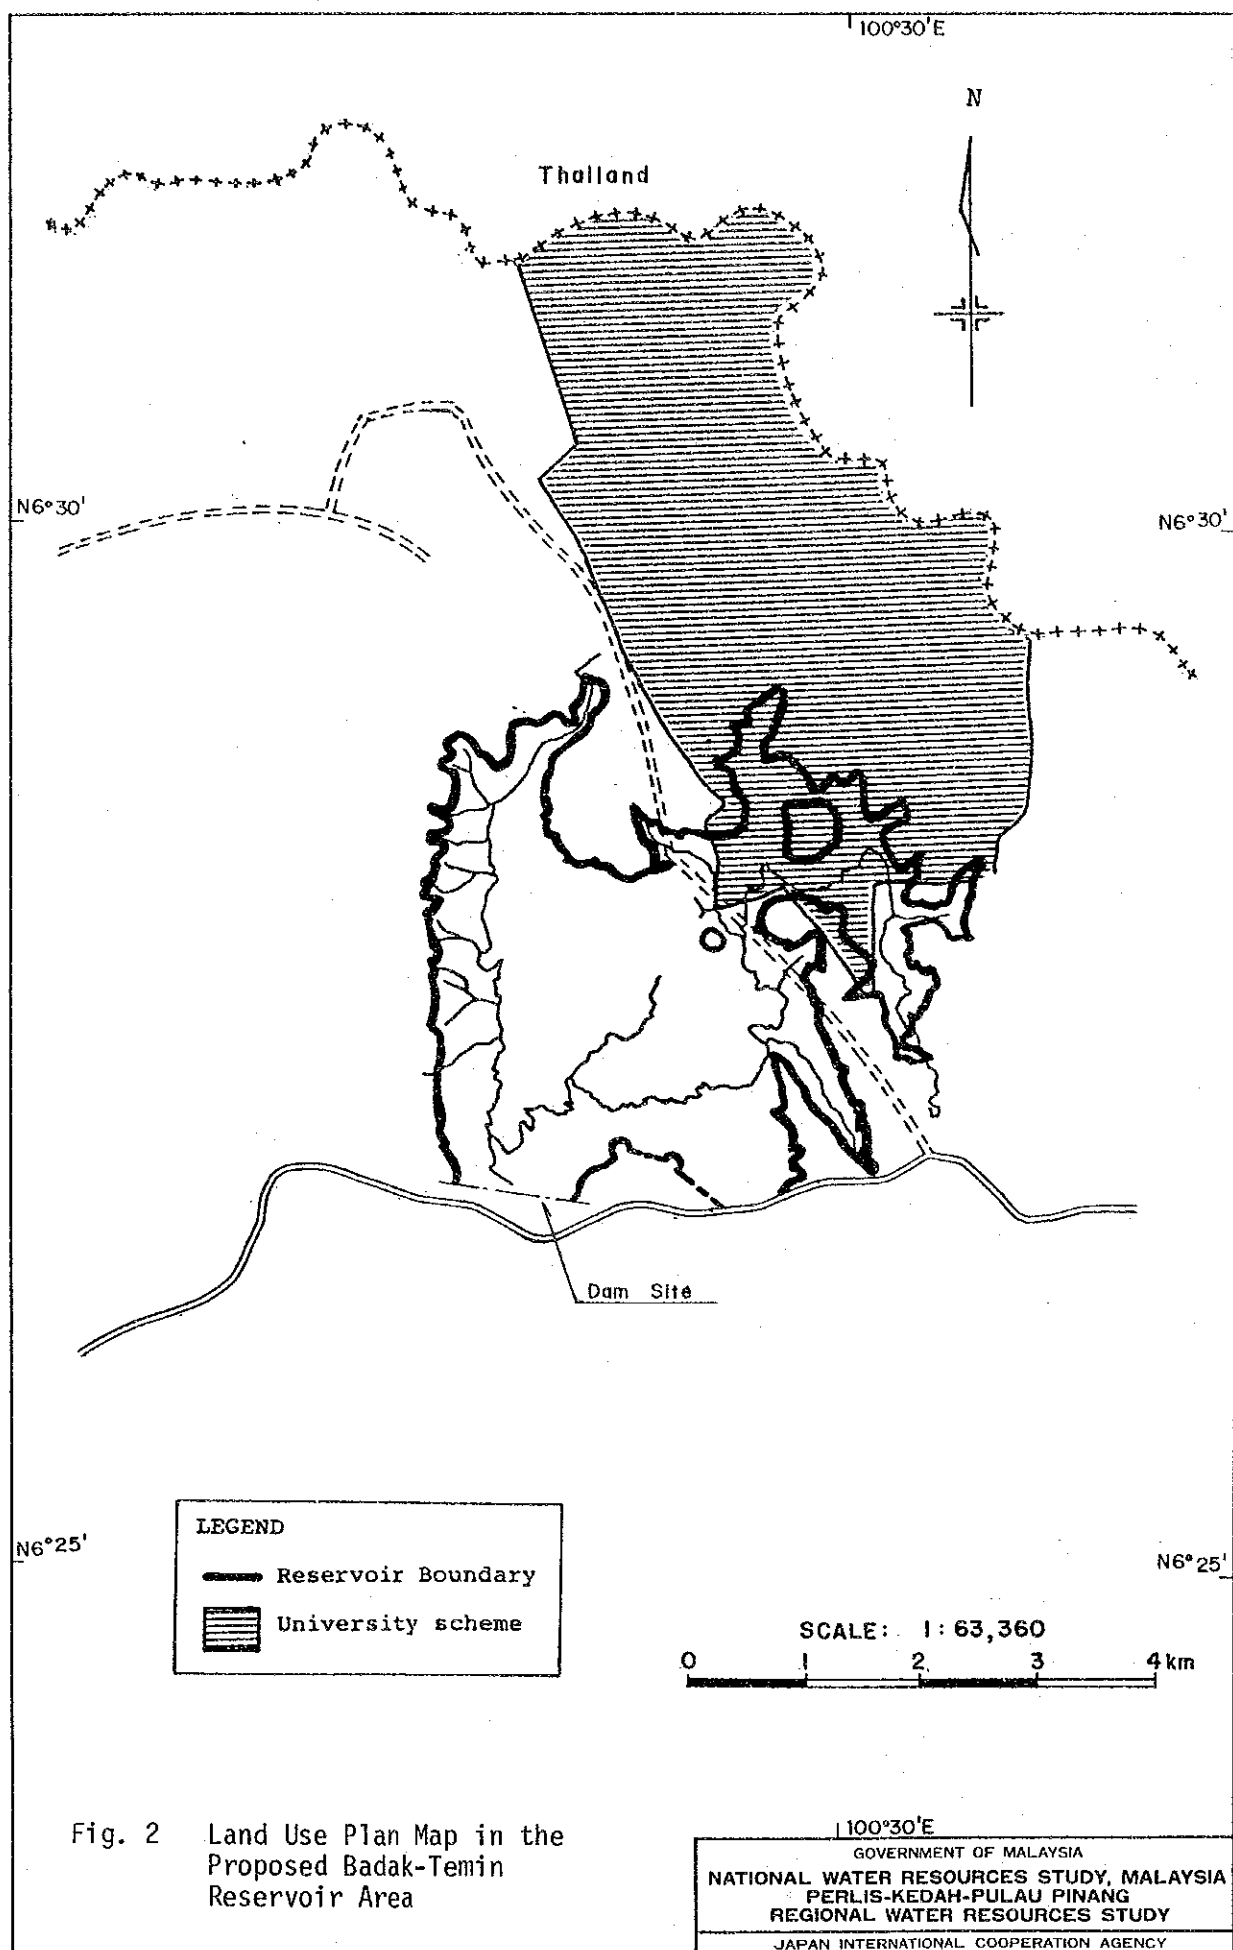 100°30'E
N
Thailand
N6°30'
N6°30'
Dam Site
LEGEND
Reservoir Boundary
University scheme
N6°25'
N6°25'
SCALE: 1:63,360
0 1 2 3 4 km
Fig. 2 Land Use Plan Map in the
Proposed Badak-Temin
Reservoir Area
100°30'E
GOVERNMENT OF MALAYSIA
NATIONAL WATER RESOURCES STUDY, MALAYSIA
PERLIS-KEDAH-PULAU PINANG
REGIONAL WATER RESOURCES STUDY
JAPAN INTERNATIONAL COOPERATION AGENCY